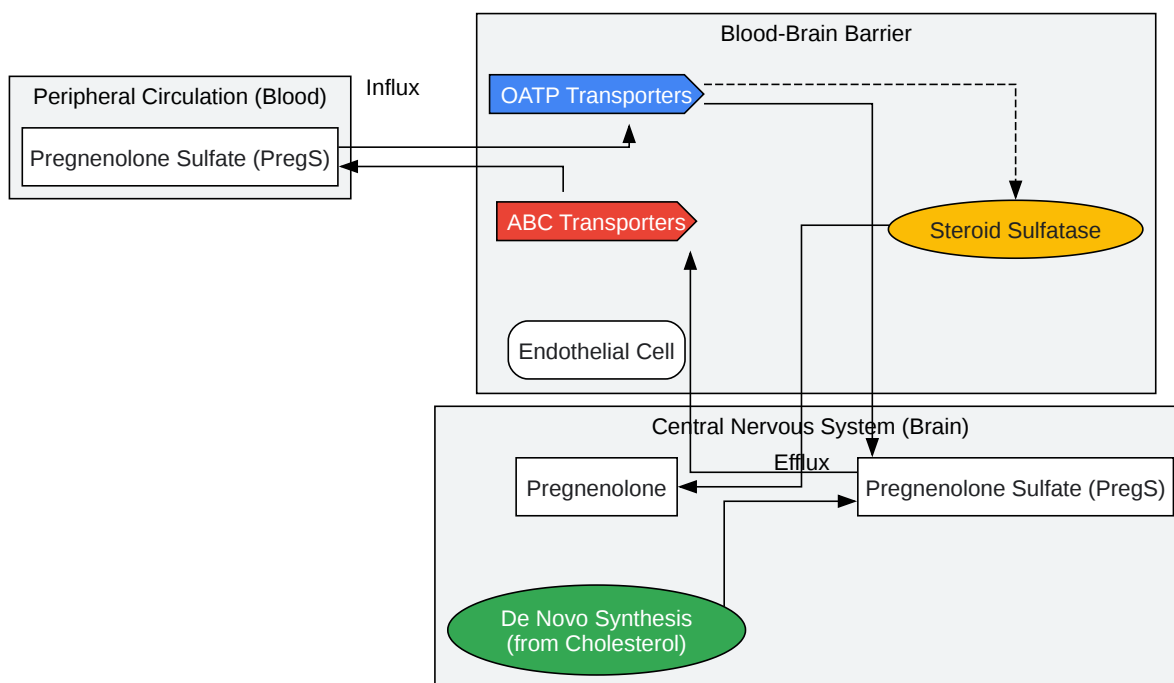 Blood-Brain Barrier
Peripheral Circulation (Blood)
Influx
OATP Transporters
Pregnenolone Sulfate (PregS)
ABC Transporters
Steroid Sulfatase
Endothelial Cell
Central Nervous System (Brain)
Efflux
Pregnenolone
Pregnenolone Sulfate (PregS)
De Novo Synthesis
(from Cholesterol)